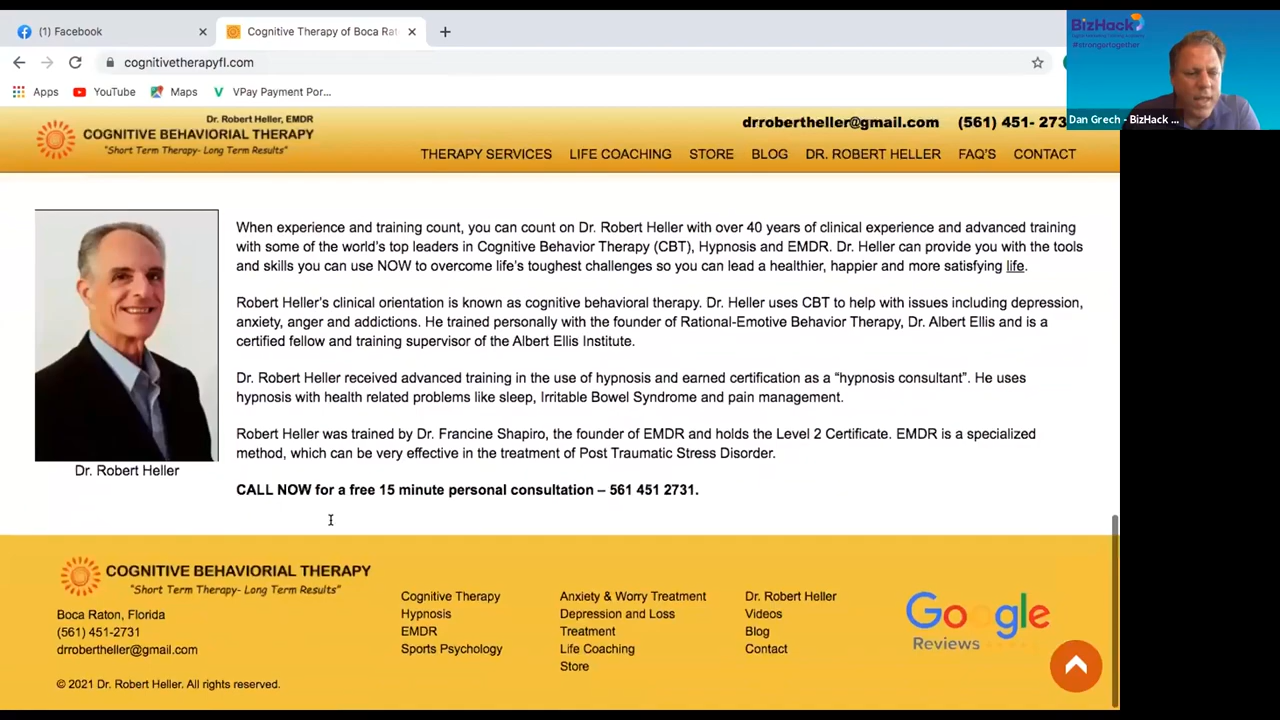 (1) Facebook
Cognitive Therapy of Boca Rat
cognitivetherapyfl.com
Apps
YouTube
Maps
VPay Payment Por...
BizHack
#strongertogether
Dan Grech - BizHack ...
Dr. Robert Heller, EMDR
COGNITIVE BEHAVIORAL THERAPY
"Short Term Therapy- Long Term Results"
drrobertheller@gmail.com
(561) 451- 273
THERAPY SERVICES
LIFE COACHING
STORE
BLOG
DR. ROBERT HELLER
FAQ'S
CONTACT
When experience and training count, you can count on Dr. Robert Heller with over 40 years of clinical experience and advanced training
with some of the world's top leaders in Cognitive Behavior Therapy (CBT), Hypnosis and EMDR. Dr. Heller can provide you with the tools
and skills you can use NOW to overcome life's toughest challenges so you can lead a healthier, happier and more satisfying life.
Robert Heller's clinical orientation is known as cognitive behavioral therapy. Dr. Heller uses CBT to help with issues including depression,
anxiety, anger and addictions. He trained personally with the founder of Rational-Emotive Behavior Therapy, Dr. Albert Ellis and is a
certified fellow and training supervisor of the Albert Ellis Institute.
Dr. Robert Heller received advanced training in the use of hypnosis and earned certification as a "hypnosis consultant". He uses
hypnosis with health related problems like sleep, Irritable Bowel Syndrome and pain management.
Robert Heller was trained by Dr. Francine Shapiro, the founder of EMDR and holds the Level 2 Certificate. EMDR is a specialized
method, which can be very effective in the treatment of Post Traumatic Stress Disorder.
CALL NOW for a free 15 minute personal consultation – 561 451 2731.
Dr. Robert Heller
COGNITIVE BEHAVIORIAL THERAPY
"Short Term Therapy- Long Term Results"
Boca Raton, Florida
(561) 451-2731
drrobertheller@gmail.com
© 2021 Dr. Robert Heller. All rights reserved.
Cognitive Therapy
Hypnosis
EMDR
Sports Psychology
Anxiety & Worry Treatment
Depression and Loss
Treatment
Life Coaching
Store
Dr. Robert Heller
Videos
Blog
Contact
Google
Reviews